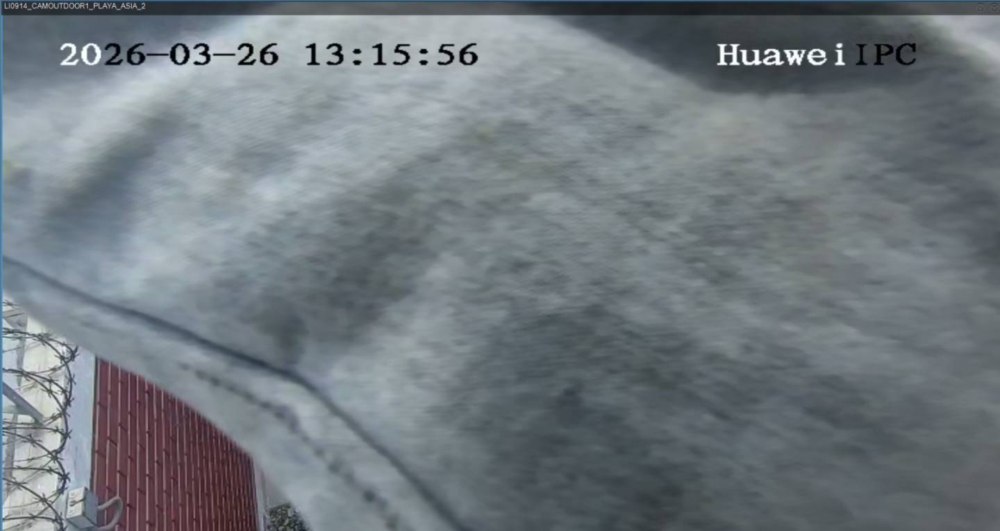 LI0914_CAMOUTDOOR1_PLAYA_ASIA_2
2026-03-26 13:15:56
Huawei IPC